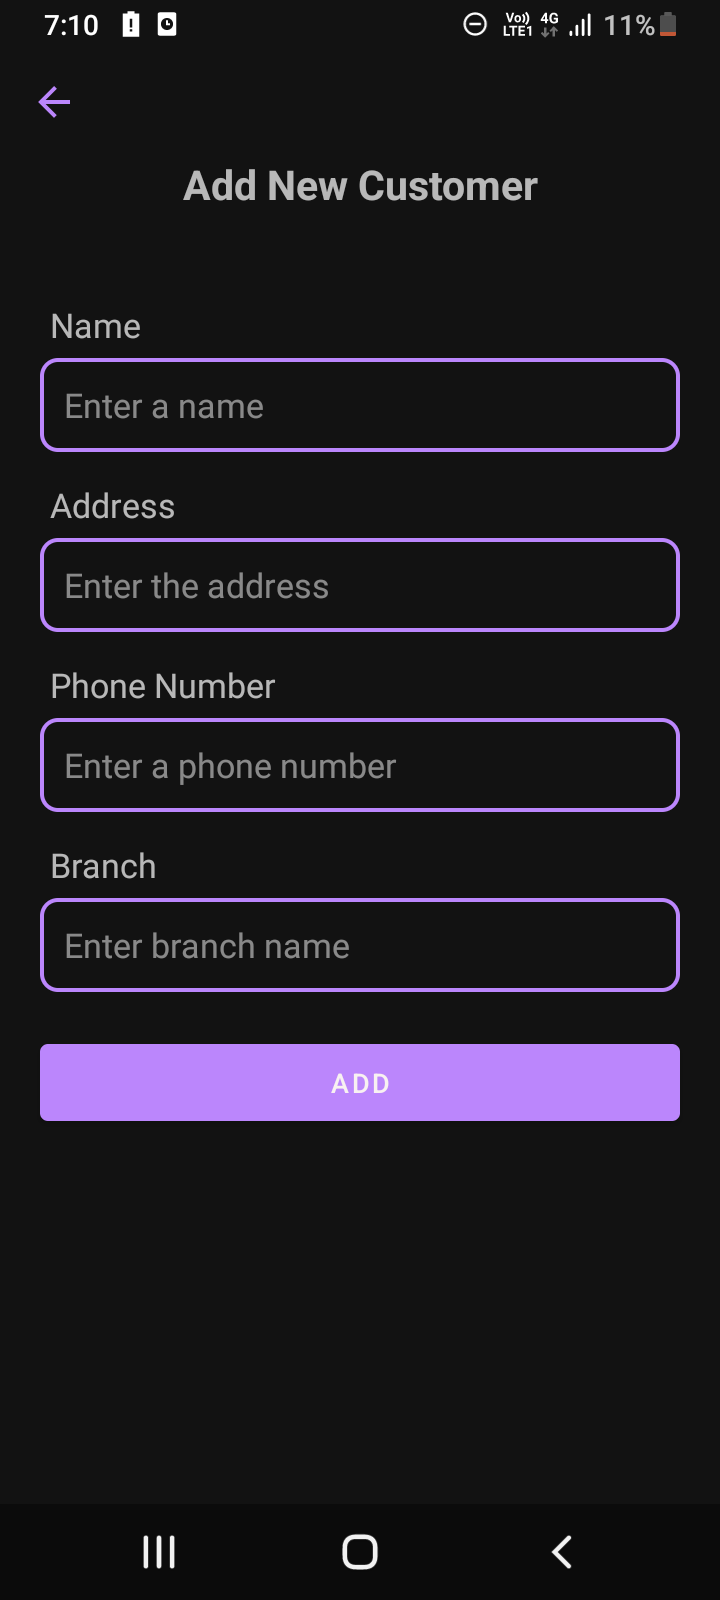 7:10 Vo)) LTE1 4G 11%
Add New Customer
Name
Enter a name
Address
Enter the address
Phone Number
Enter a phone number
Branch
Enter branch name
ADD